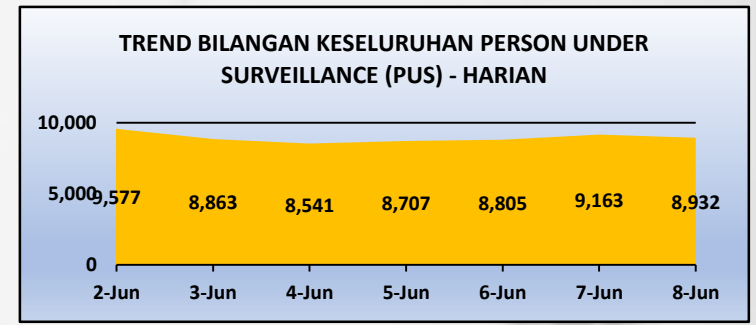 TREND BILANGAN KESELURUHAN PERSON UNDER
SURVEILLANCE (PUS) - HARIAN
10,000
5,000
0
9,577 8,863 8,541 8,707 8,805 9,163 8,932
2-Jun 3-Jun 4-Jun 5-Jun 6-Jun 7-Jun 8-Jun